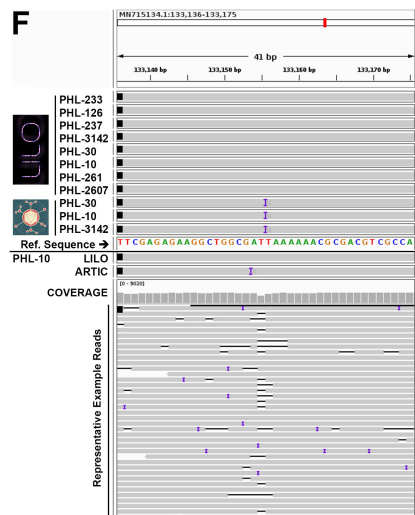 F
MN715134.1:133,136-133,175
41 bp
133,140 bp 133,150 bp 133,160 bp 133,170 bp
PHL-233
PHL-126
PHL-237
PHL-3142
PHL-30
PHL-10
PHL-261
PHL-2607
LILO
PHL-30
PHL-10
PHL-3142
Ref. Sequence → TTCGAGAGAAGGCTGGCGATTAAAAAACGCGACGTCGCCA
PHL-10 LILO
ARTIC
COVERAGE [0 - 9020]
Representative Example Reads